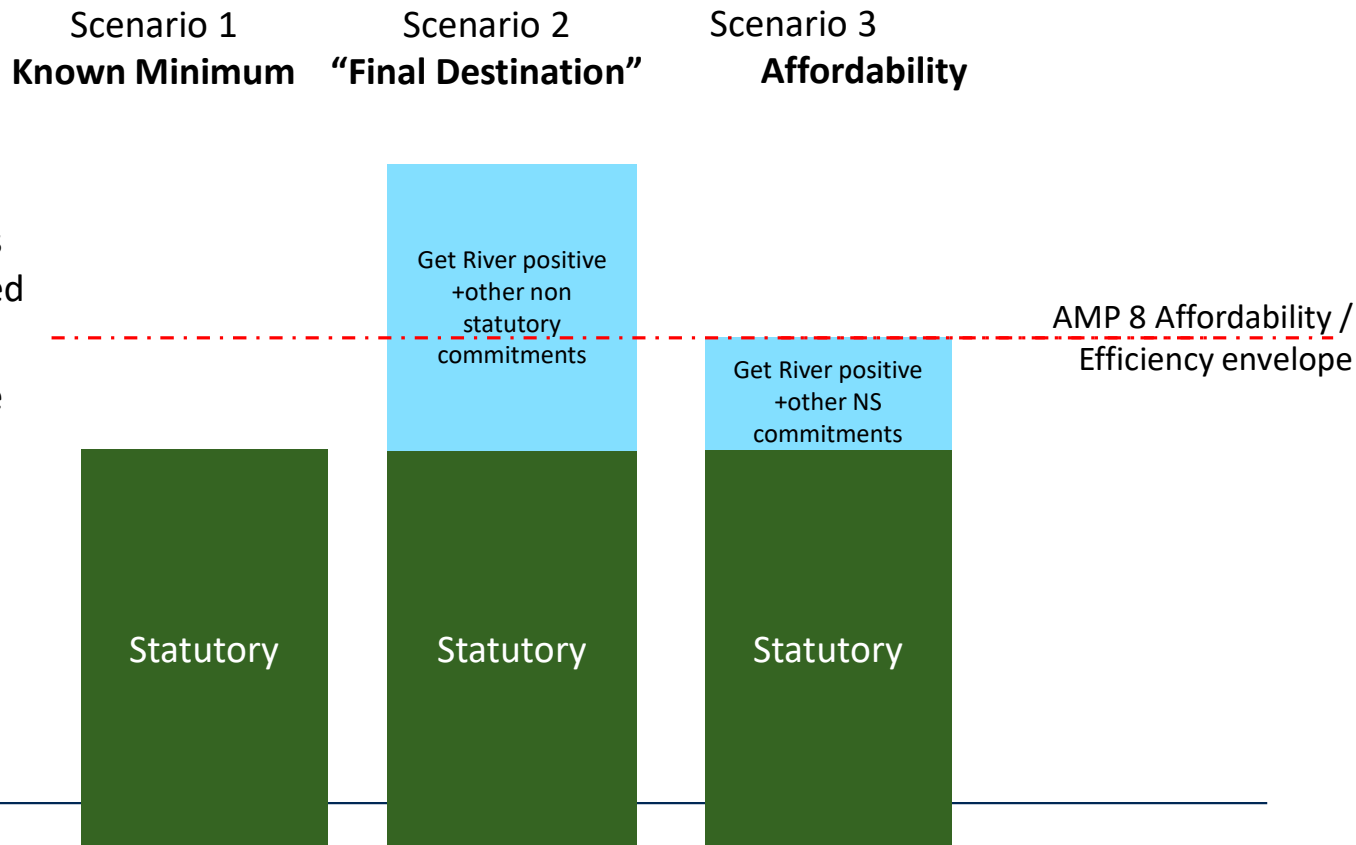 Scenario 1
Known Minimum
Scenario 2
“Final Destination”
Scenario 3
Affordability
Get River positive
+other non
statutory
commitments
AMP 8 Affordability /
Efficiency envelope
Get River positive
+other NS
commitments
Statutory
Statutory
Statutory